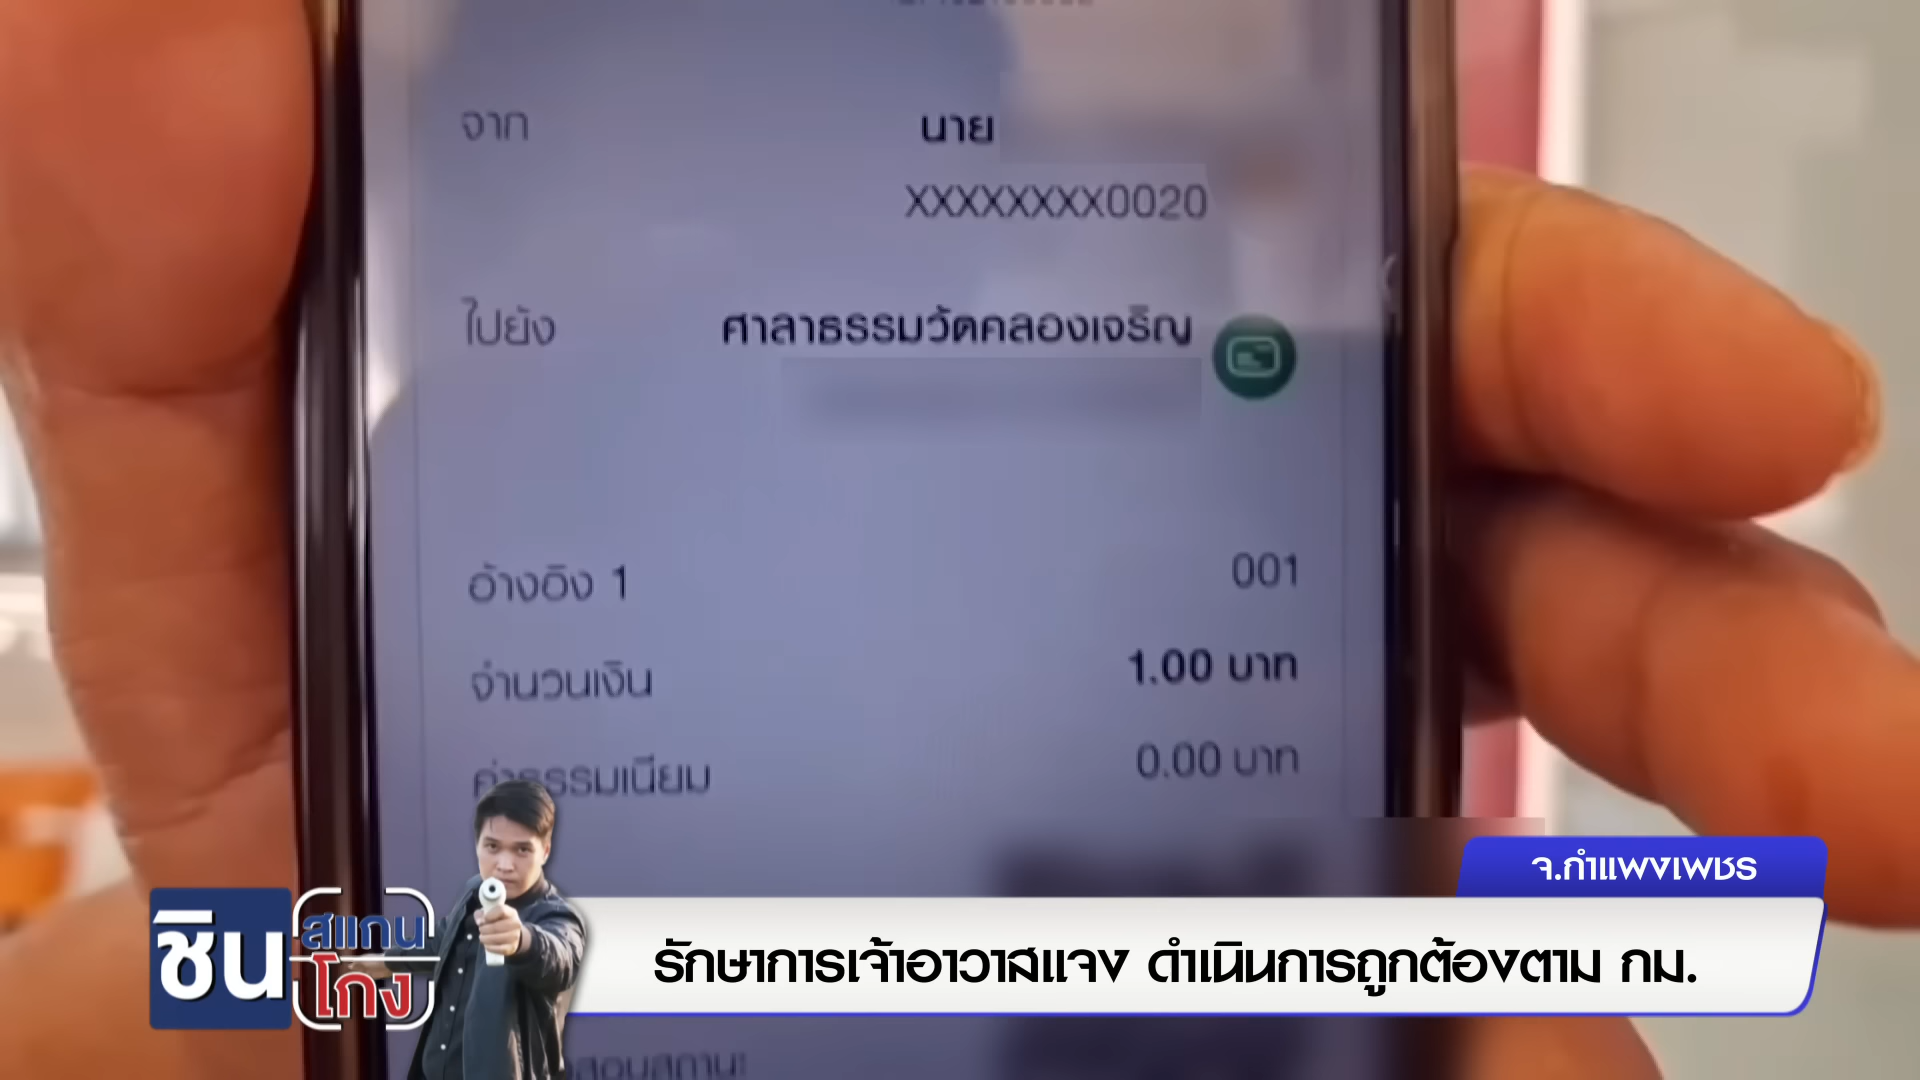 จาก
นาย
XXXXXXXX0020
ไปยัง
ศาลาธรรมวัดคลองเจริญ
อ้างอิง 1
001
จำนวนเงิน
1.00 บาท
ค่าธรรมเนียม
0.00 บาท
จ.กำแพงเพชร
รักษาการเจ้าอาวาสแจง ดำเนินการถูกต้องตาม กม.
ชินสแกนโกง